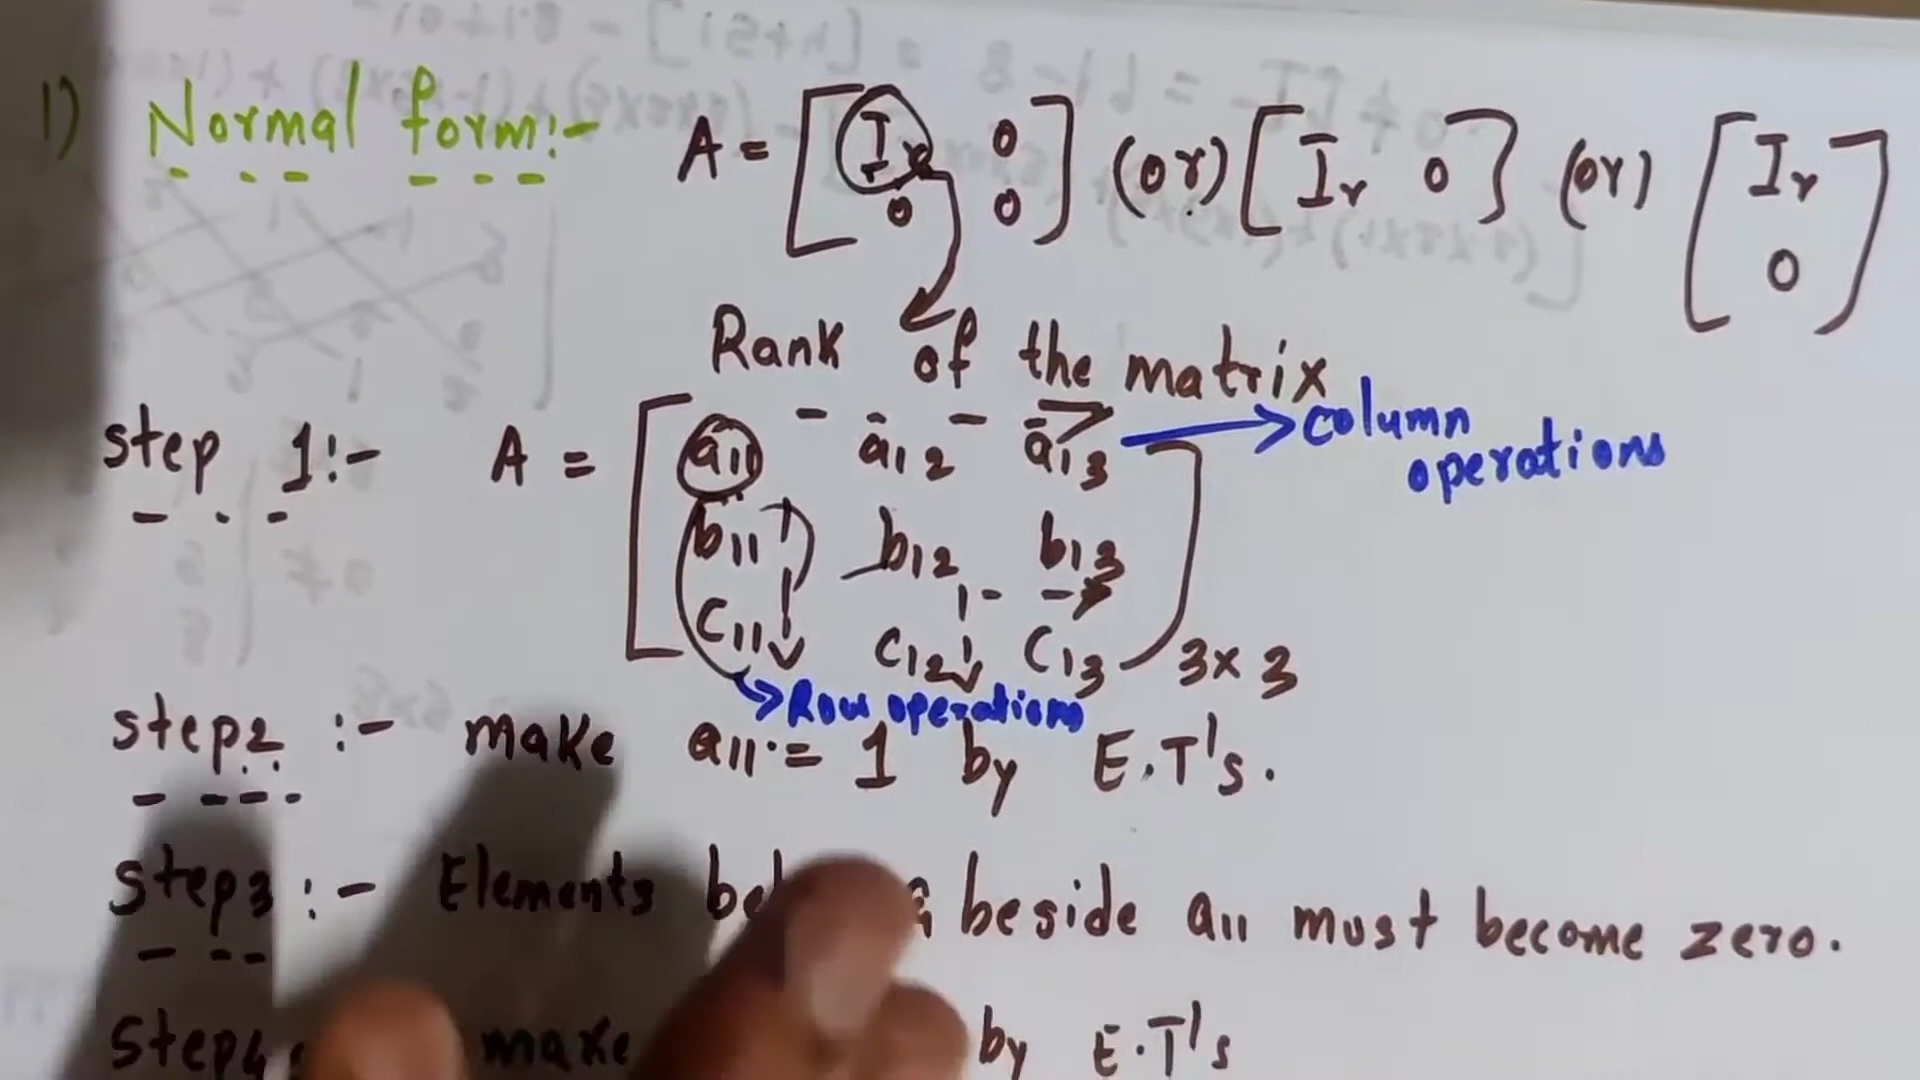 1) Normal form:- A = [ Ir 0 0 0 ] (or) [ Ir 0 ] (or) [ Ir 0 ]
Rank of the matrix
step 1:- A = [ a11 a12 a13 → column operations
b11 b12 b13
c11 c12 c13 ] 3x3
→ Row operations
step2 :- make a11 = 1 by E.T's.
step3 :- Elements & beside a11 must become zero.
step4 make by E.T's